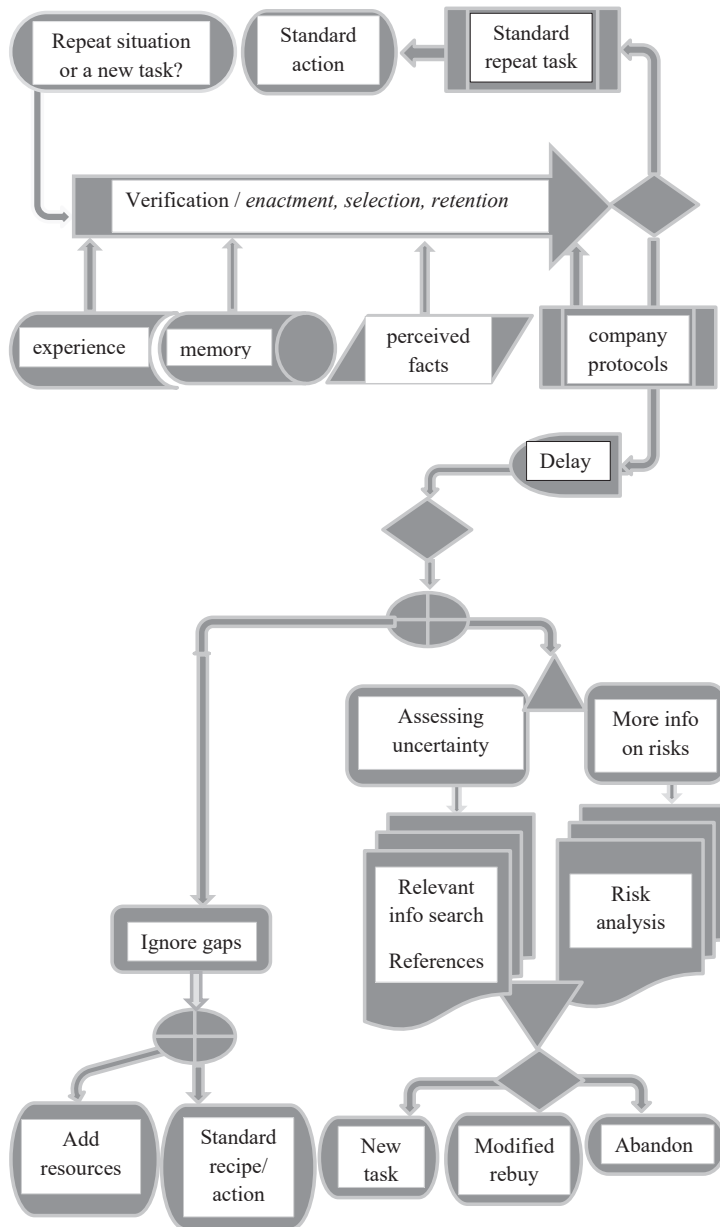 Repeat situation
or a new task?
Standard
action
Standard
repeat task
Verification / enactment, selection, retention
experience
memory
perceived
facts
company
protocols
Delay
Assessing
uncertainty
More info
on risks
Relevant
info search
References
Risk
analysis
Ignore gaps
Add
resources
Standard
recipe/
action
New
task
Modified
rebuy
Abandon